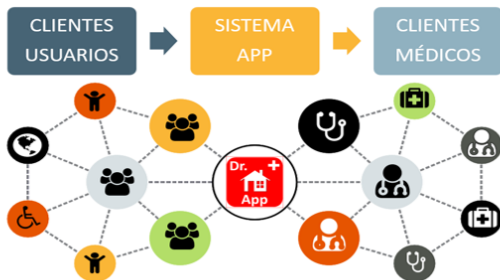 CLIENTES
USUARIOS
SISTEMA
APP
CLIENTES
MÉDICOS
Dr.
App